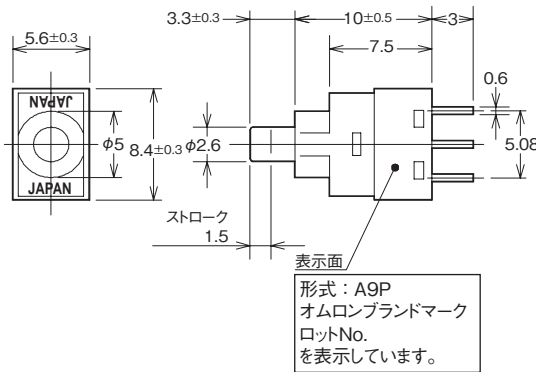 3.3±0.3
10±0.5
3
5.6±0.3
7.5
0.6
JAPAN
φ5
8.4±0.3
φ2.6
5.08
JAPAN
ストローク
1.5
表示面
形式：A9P
オムロンブランドマーク
ロットNo.
を表示しています。